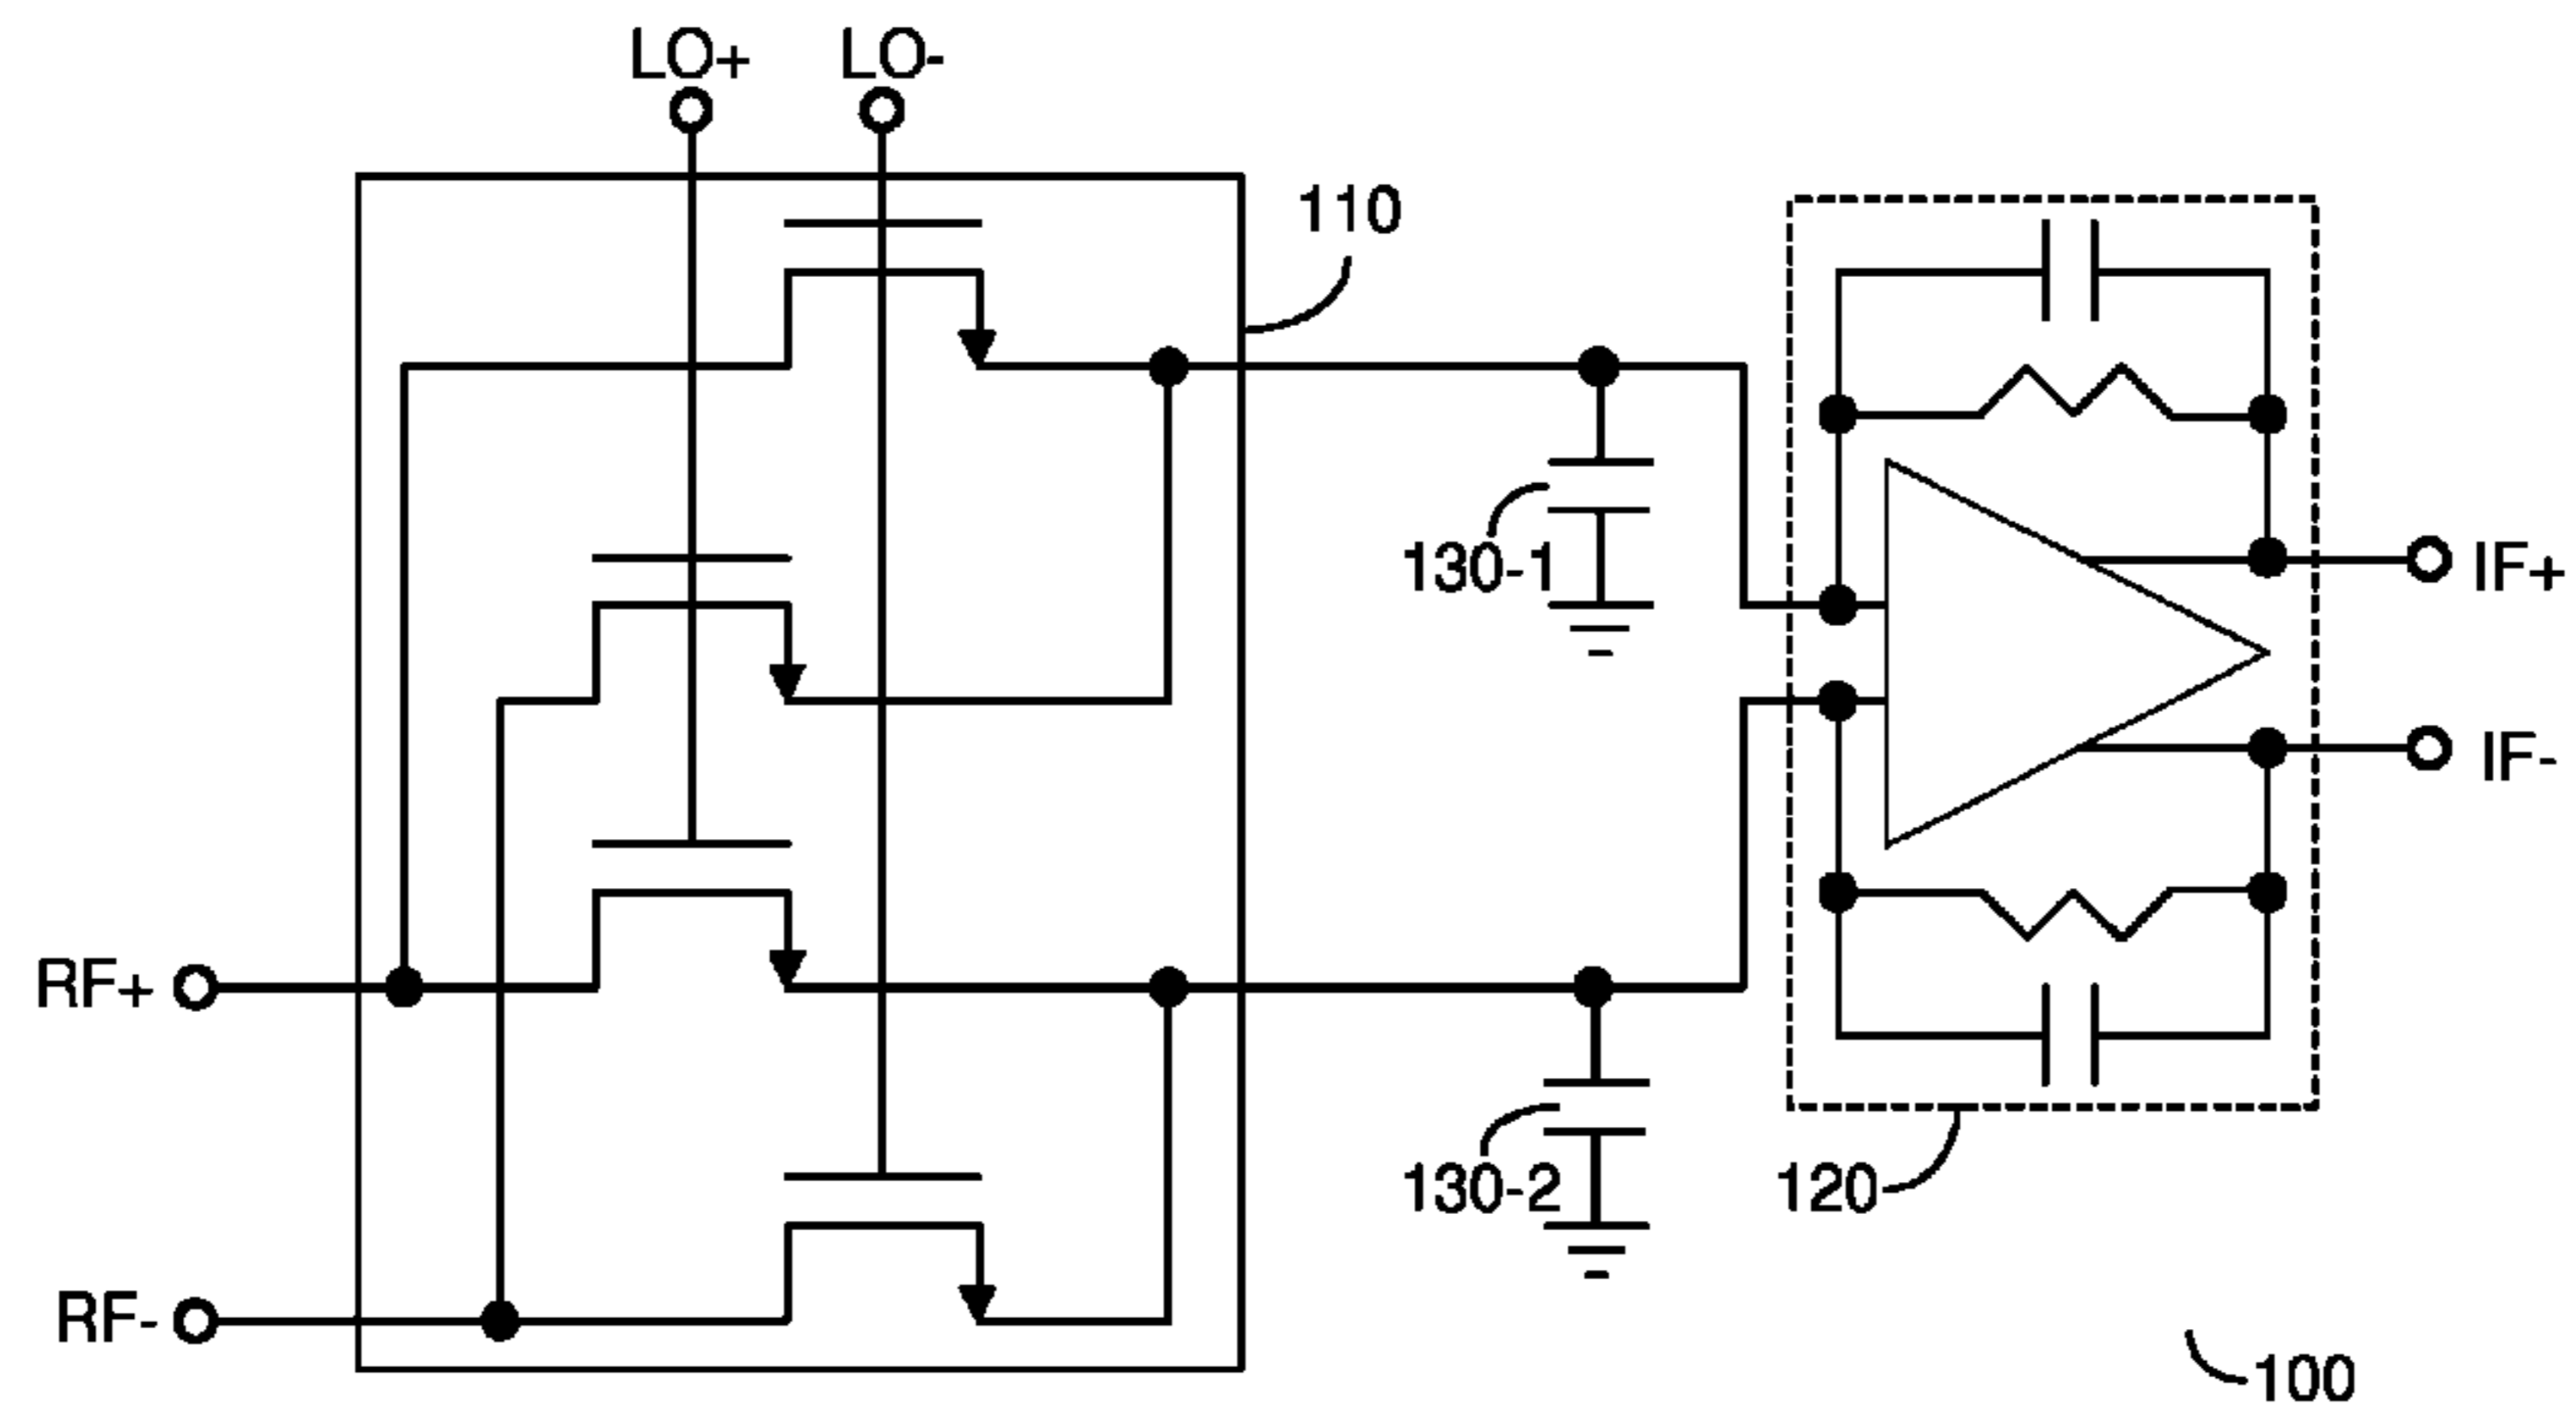 LO+
LO-
110
130-1
IF+
IF-
RF+
130-2
120
RF-
100